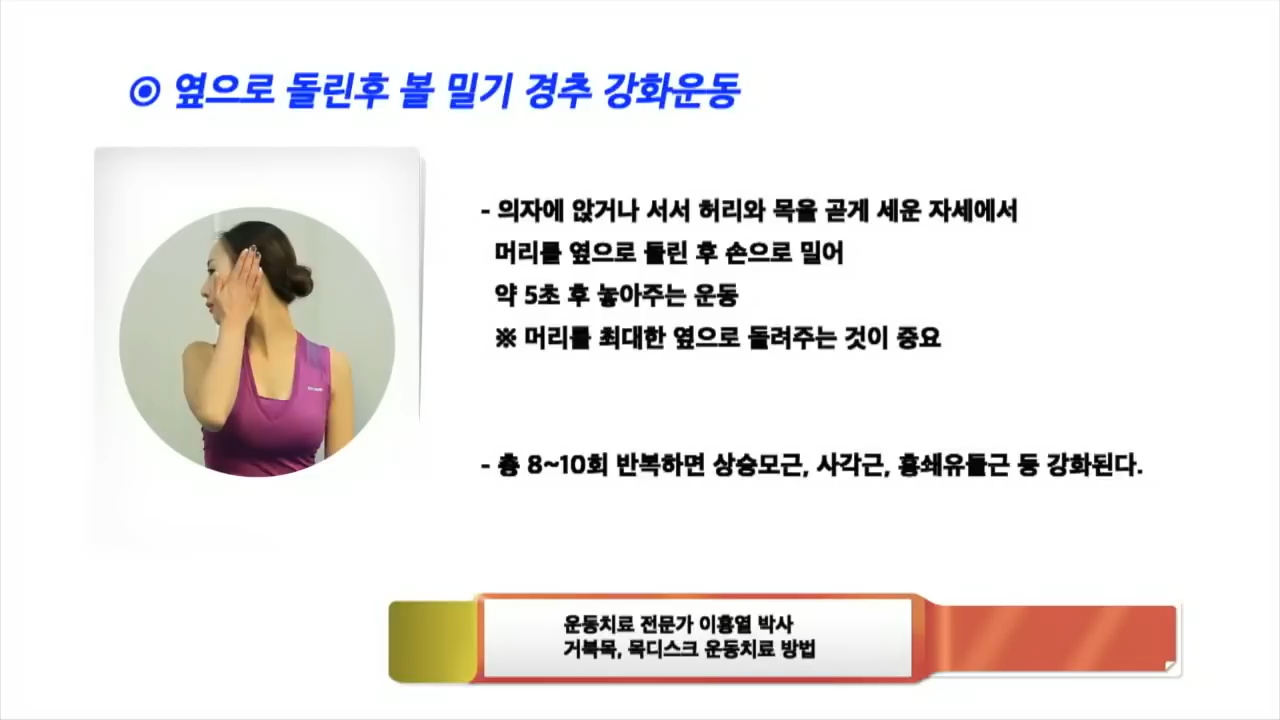 ◉ 옆으로 돌린후 볼 밀기 경추 강화운동
- 의자에 앉거나 서서 허리와 목을 곧게 세운 자세에서
머리를 옆으로 돌린 후 손으로 밀어
약 5초 후 놓아주는 운동
※ 머리를 최대한 옆으로 돌려주는 것이 중요
- 총 8~10회 반복하면 상승모근, 사각근, 흉쇄유돌근 등 강화된다.
운동치료 전문가 이홍열 박사
거북목, 목디스크 운동치료 방법